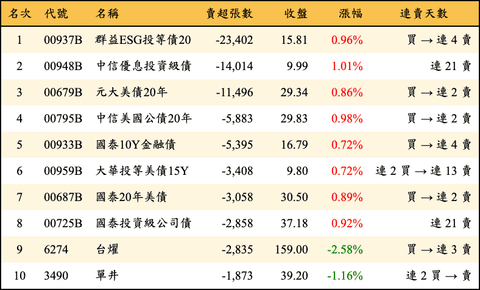 名次 代號 名稱 賣超張數 收盤 漲幅 連賣天數
1 00937B 群益ESG投等債20 -23,402 15.81 0.96% 買 → 連 4 賣
2 00948B 中信優息投資級債 -14,014 9.99 1.01% 連 21 賣
3 00679B 元大美債20年 -11,496 29.34 0.86% 買 → 連 2 賣
4 00795B 中信美國公債20年 -5,883 29.83 0.98% 買 → 連 2 賣
5 00933B 國泰10Y金融債 -5,395 16.79 0.72% 買 → 連 4 賣
6 00959B 大華投等美債15Y -3,408 9.80 0.72% 連 2 買 → 連 13 賣
7 00687B 國泰20年美債 -3,058 30.50 0.89% 買 → 連 2 賣
8 00725B 國泰投資級公司債 -2,858 37.18 0.92% 連 21 賣
9 6274 台燿 -2,835 159.00 -2.58% 買 → 連 3 賣
10 3490 單井 -1,873 39.20 -1.16% 連 2 買 → 賣